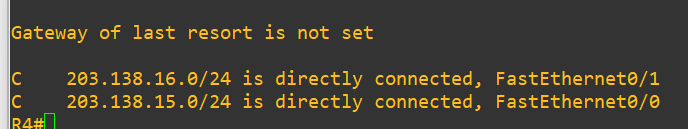 Gateway of last resort is not set
C    203.138.16.0/24 is directly connected, FastEthernet0/1
C    203.138.15.0/24 is directly connected, FastEthernet0/0
R4#